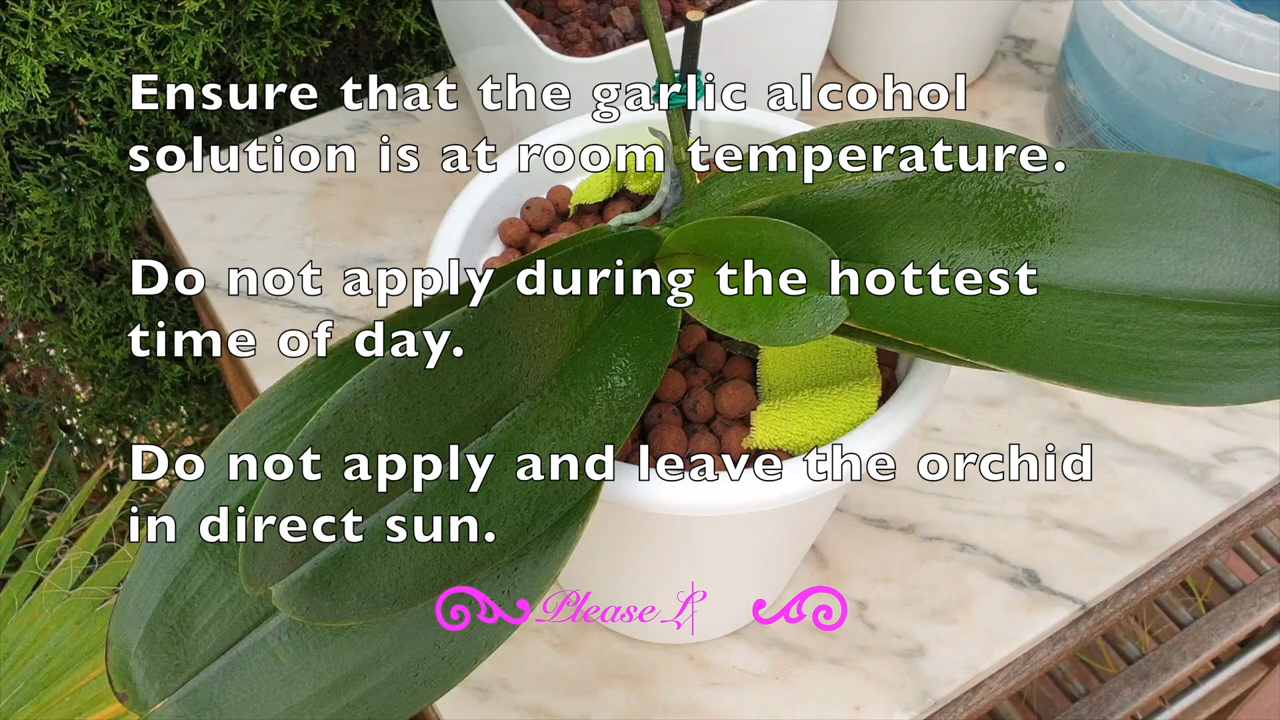 Ensure that the garlic alcohol
solution is at room temperature.
Do not apply during the hottest
time of day.
Do not apply and leave the orchid
in direct sun.
Please L